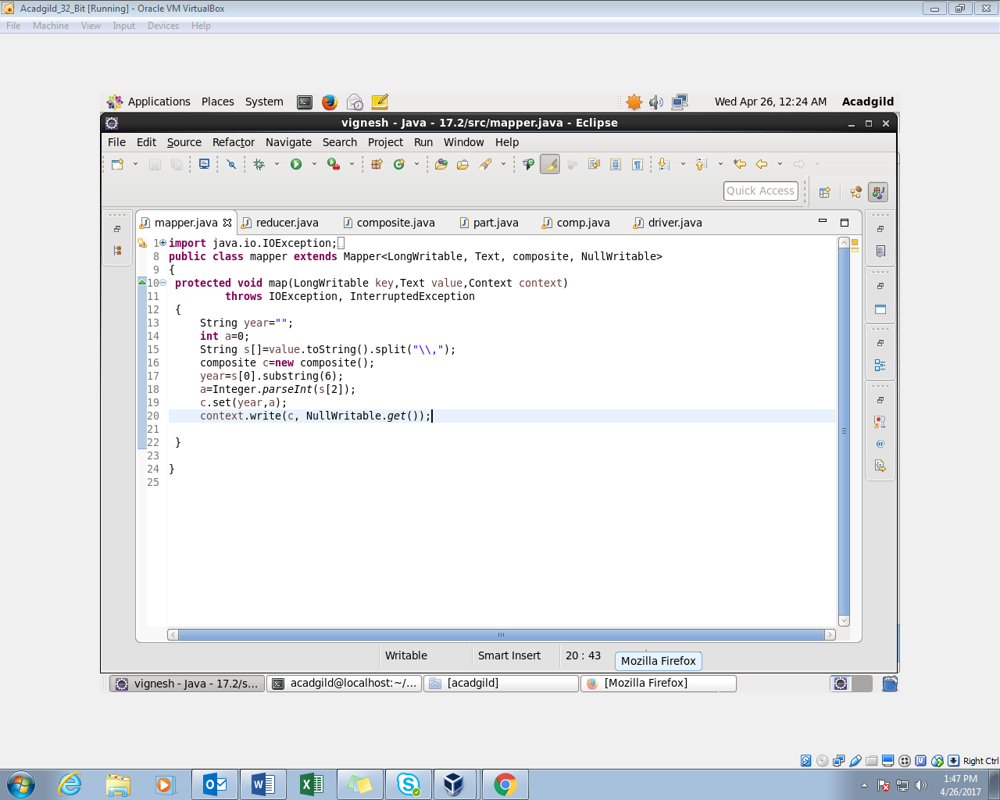 Acadgild_32_Bit [Running] - Oracle VM VirtualBox
File Machine View Input Devices Help
Applications Places System Wed Apr 26, 12:24 AM Acadgild
vignesh - Java - 17.2/src/mapper.java - Eclipse
File Edit Source Refactor Navigate Search Project Run Window Help
Quick Access
mapper.java reducer.java composite.java part.java comp.java driver.java
1 import java.io.IOException;
8 public class mapper extends Mapper<LongWritable, Text, composite, NullWritable>
9 {
10 protected void map(LongWritable key,Text value,Context context)
11 throws IOException, InterruptedException
12 {
13 String year="";
14 int a=0;
15 String s[]=value.toString().split("\\,");
16 composite c=new composite();
17 year=s[0].substring(6);
18 a=Integer.parseInt(s[2]);
19 c.set(year,a);
20 context.write(c, NullWritable.get());
21
22 }
23
24 }
25
Writable Smart Insert 20 : 43
Mozilla Firefox
vignesh - Java - 17.2/s... acadgild@localhost:~/... [acadgild] [Mozilla Firefox]
Right Ctrl
1:47 PM
4/26/2017